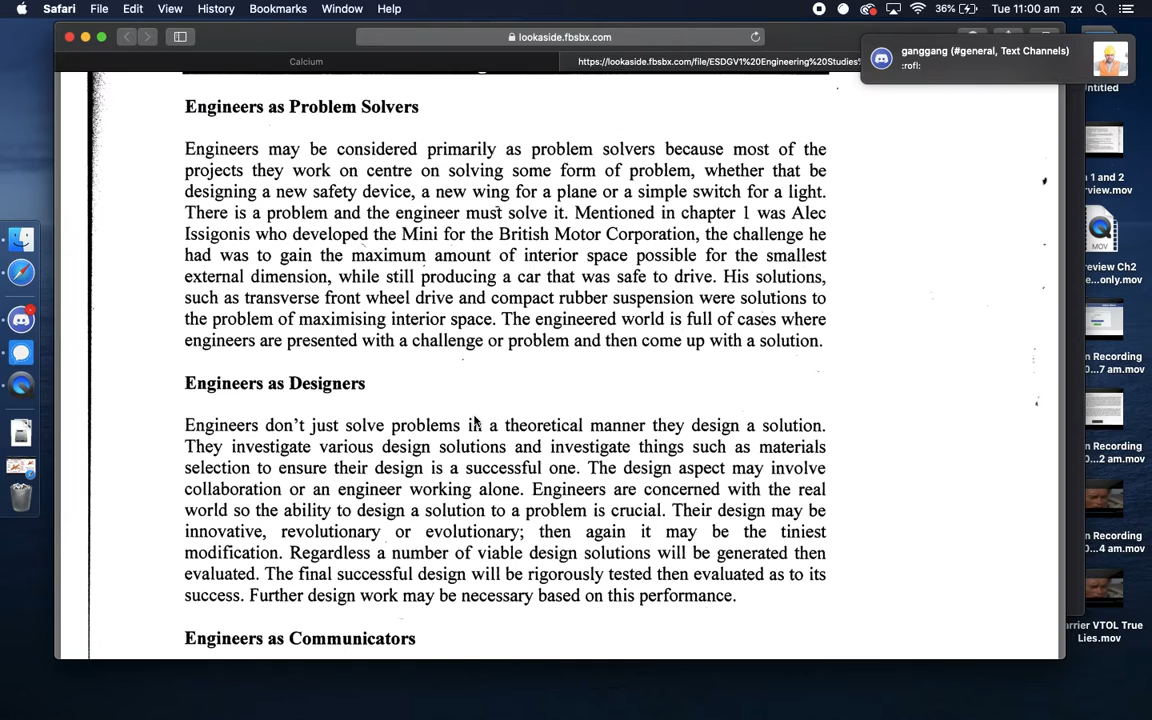 Safari File Edit View History Bookmarks Window Help 36% Tue 11:00 am zx
lookaside.fbsbx.com
Calcium
https://lookaside.fbsbx.com/file/ESDGV1%20Engineering%20Studies%
ganggang (#general, Text Channels)
:rofl:
Untitled
Engineers as Problem Solvers
Engineers may be considered primarily as problem solvers because most of the
projects they work on centre on solving some form of problem, whether that be
designing a new safety device, a new wing for a plane or a simple switch for a light.
There is a problem and the engineer must solve it. Mentioned in chapter 1 was Alec
Issigonis who developed the Mini for the British Motor Corporation, the challenge he
had was to gain the maximum amount of interior space possible for the smallest
external dimension, while still producing a car that was safe to drive. His solutions,
such as transverse front wheel drive and compact rubber suspension were solutions to
the problem of maximising interior space. The engineered world is full of cases where
engineers are presented with a challenge or problem and then come up with a solution.
Engineers as Designers
Engineers don't just solve problems in a theoretical manner they design a solution.
They investigate various design solutions and investigate things such as materials
selection to ensure their design is a successful one. The design aspect may involve
collaboration or an engineer working alone. Engineers are concerned with the real
world so the ability to design a solution to a problem is crucial. Their design may be
innovative, revolutionary or evolutionary; then again it may be the tiniest
modification. Regardless a number of viable design solutions will be generated then
evaluated. The final successful design will be rigorously tested then evaluated as to its
success. Further design work may be necessary based on this performance.
Engineers as Communicators
n 1 and 2
rview.mov
MOV
review Ch2
e...only.mov
n Recording
0...7 am.mov
n Recording
0...2 am.mov
n Recording
0...4 am.mov
arrier VTOL True
Lies.mov